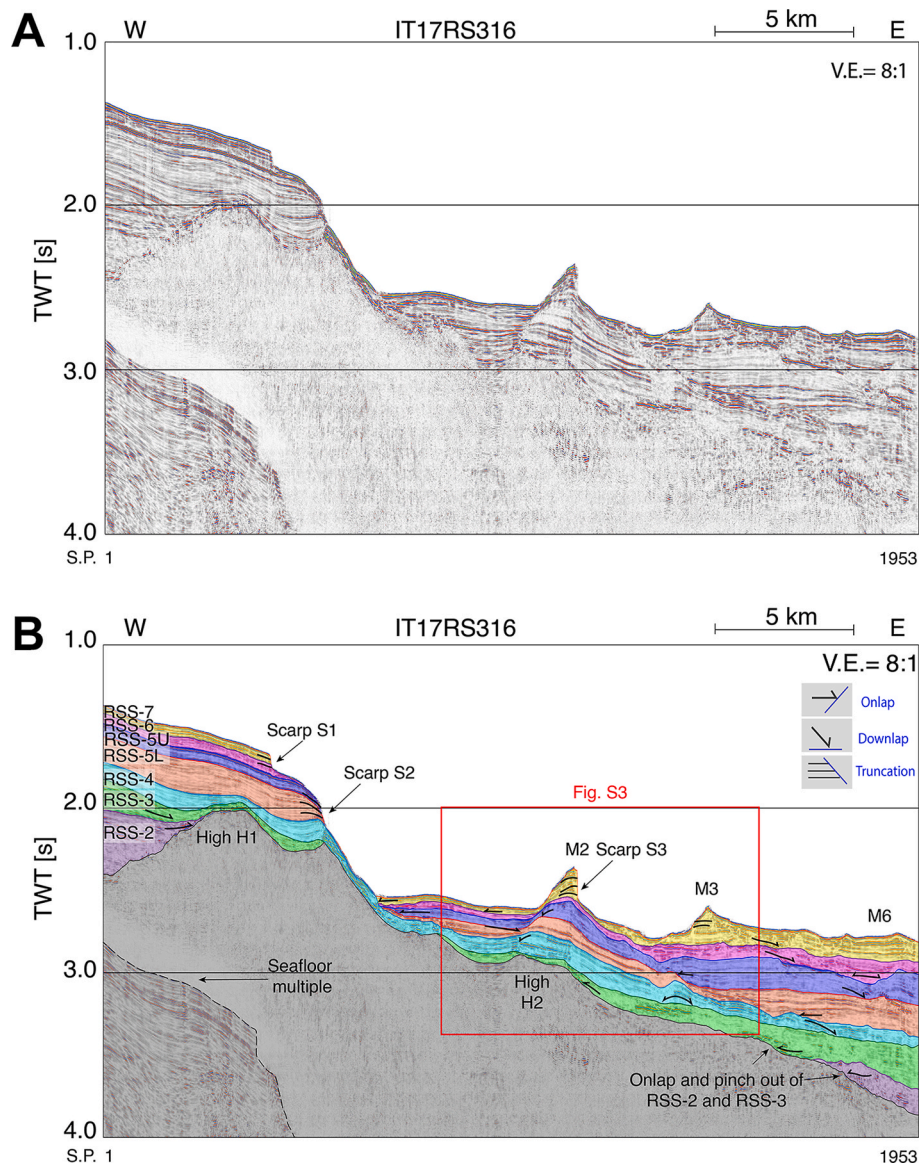 A
W
IT17RS316
5 km
E
V.E.= 8:1
1.0
2.0
TWT [s]
3.0
4.0
S.P. 1
1953
B
W
IT17RS316
5 km
E
V.E.= 8:1
1.0
Onlap
Downlap
Truncation
RSS-7
RSS-6
RSS-5U
RSS-5L
RSS-4
RSS-3
RSS-2
Scarp S1
Scarp S2
2.0
High H1
Fig. S3
M2 Scarp S3
M3
M6
TWT [s]
Seafloor
multiple
3.0
High
H2
Onlap and pinch out of
RSS-2 and RSS-3
4.0
S.P. 1
1953